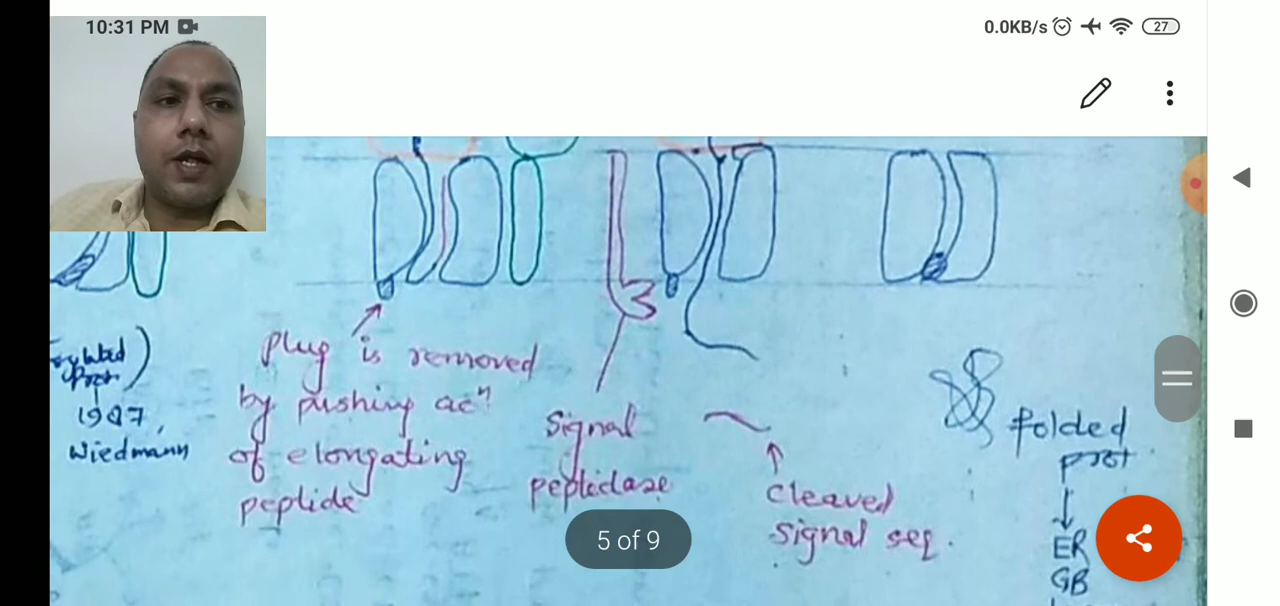 10:31 PM
0.0KB/s
27
1987,
Wiedmann
Plug is removed
by pushing acⁿ
of elongating
peptide
Signal
peptidase
Cleaved
Signal seq.
folded
prot
ER
GB
5 of 9